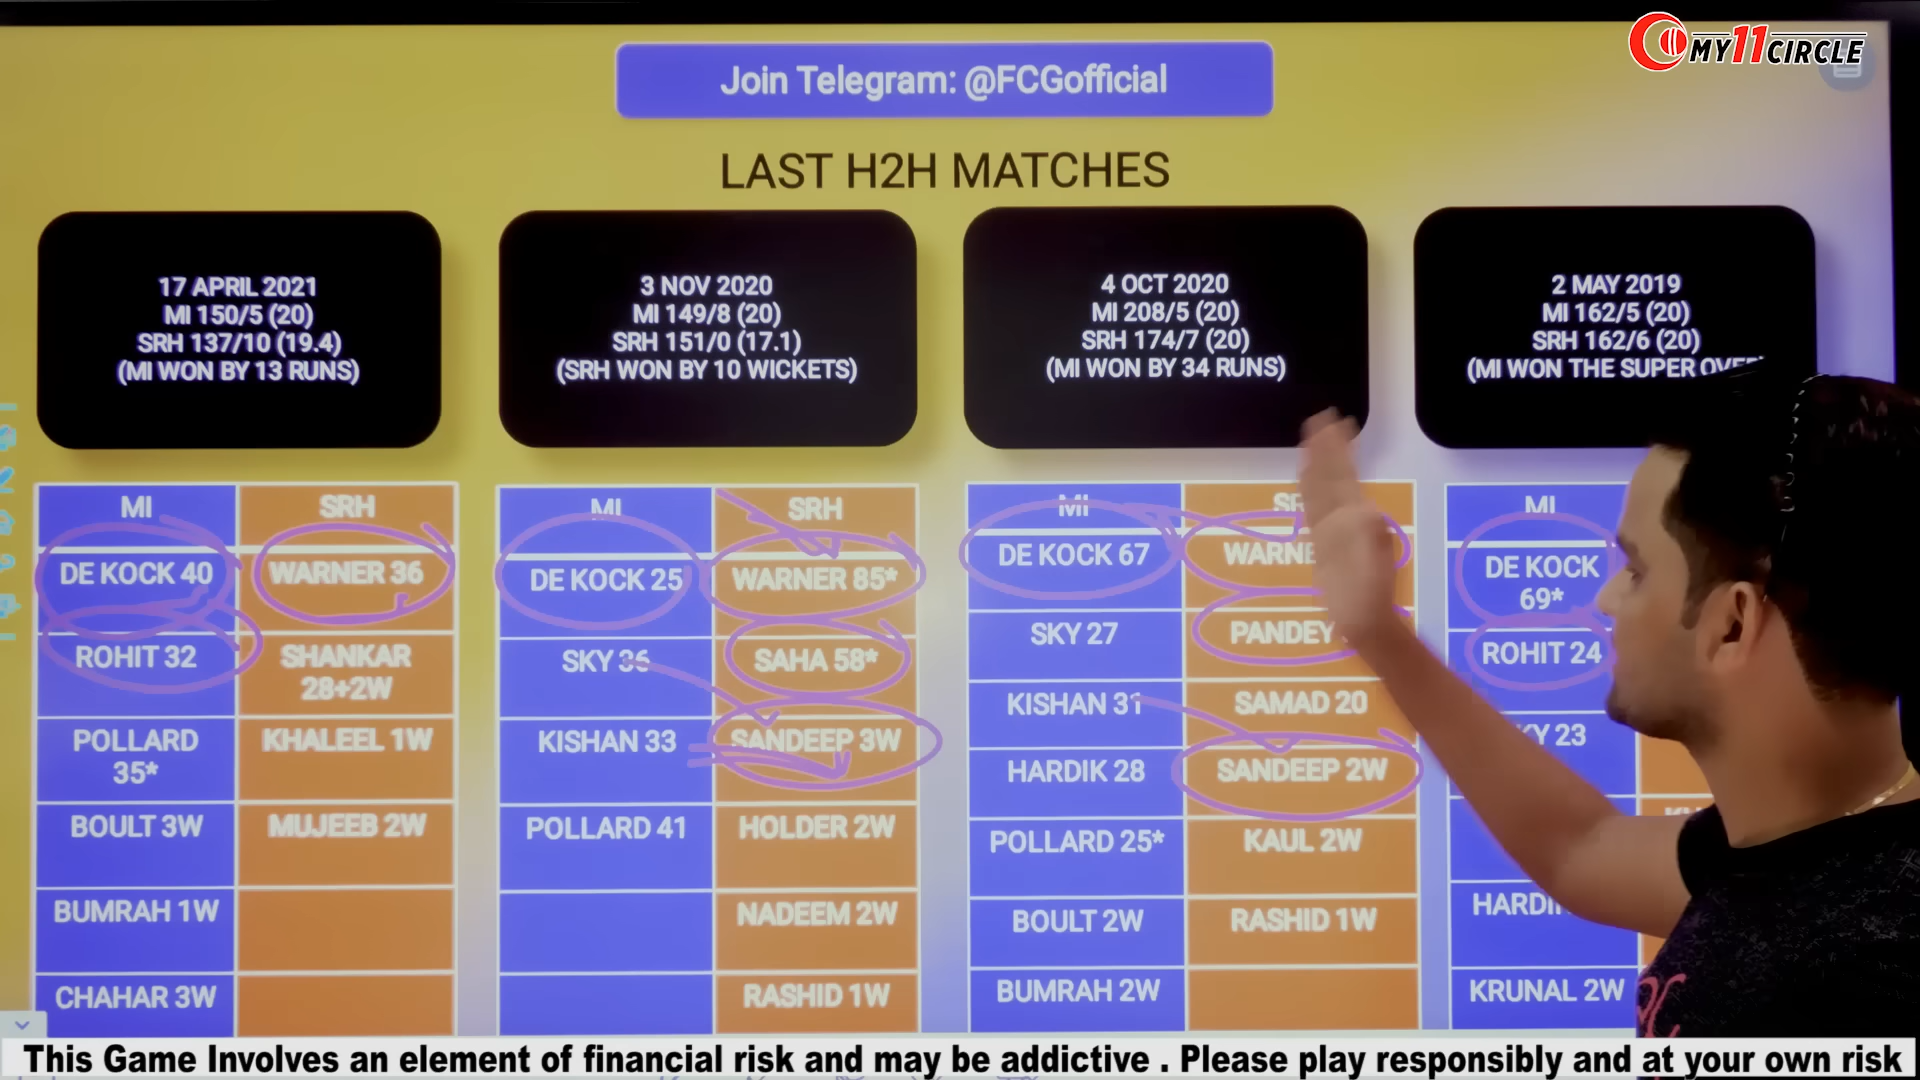 MY11CIRCLE
Join Telegram: @FCGofficial
LAST H2H MATCHES
17 APRIL 2021
MI 150/5 (20)
SRH 137/10 (19.4)
(MI WON BY 13 RUNS)
3 NOV 2020
MI 149/8 (20)
SRH 151/0 (17.1)
(SRH WON BY 10 WICKETS)
4 OCT 2020
MI 208/5 (20)
SRH 174/7 (20)
(MI WON BY 34 RUNS)
2 MAY 2019
MI 162/5 (20)
SRH 162/6 (20)
(MI WON THE SUPER
MI SRH
DE KOCK 40 WARNER 36
ROHIT 32 SHANKAR
28+2W
POLLARD
35* KHALEEL 1W
BOULT 3W MUJEEB 2W
BUMRAH 1W
CHAHAR 3W
MI SRH
DE KOCK 25 WARNER 85*
SKY 36 SAHA 58*
KISHAN 33 SANDEEP 3W
POLLARD 41 HOLDER 2W
NADEEM 2W
RASHID 1W
MI
DE KOCK 67
SKY 27 PANDEY
KISHAN 31 SAMAD 20
HARDIK 28 SANDEEP 2W
POLLARD 25* KAUL 2W
BOULT 2W RASHID 1W
BUMRAH 2W
MI
DE KOCK
69*
ROHIT 24
23
KRUNAL 2W
This Game Involves an element of financial risk and may be addictive . Please play responsibly and at your own risk